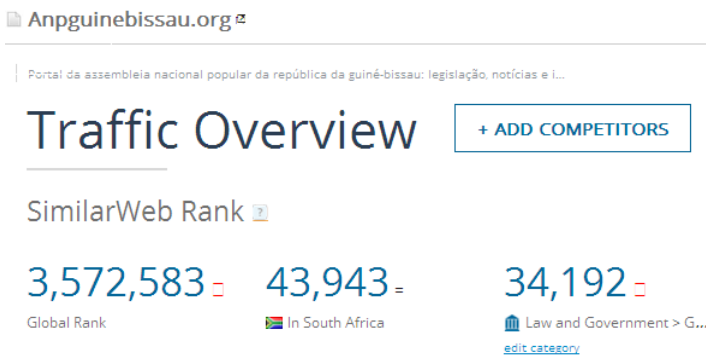 Anpguinebissau.org
Portal da assembleia nacional popular da república da guiné-bissau: legislação, notícias e i...
Traffic Overview
+ ADD COMPETITORS
SimilarWeb Rank ?
3,572,583
43,943 =
34,192
Global Rank
In South Africa
Law and Government > G...
edit category